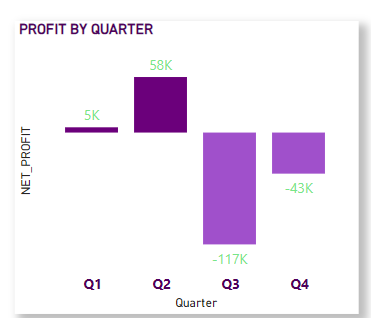 PROFIT BY QUARTER
58K
5K
NET_PROFIT
-43K
-117K
Q1 Q2 Q3 Q4
Quarter